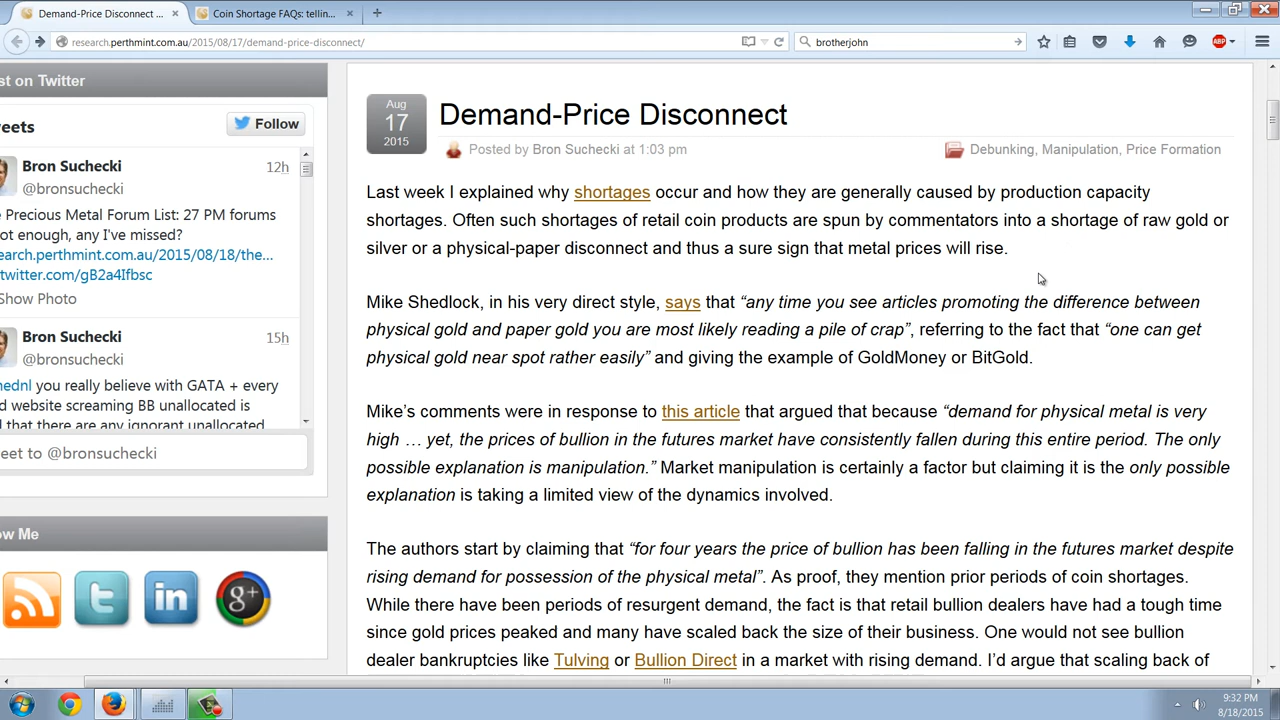 Demand-Price Disconnect ...
Coin Shortage FAQs: tellin...
research.perthmint.com.au/2015/08/17/demand-price-disconnect/
brotherjohn
ABP
st on Twitter
eets
Follow
Bron Suchecki
12h
@bronsuchecki
e Precious Metal Forum List: 27 PM forums
ot enough, any I've missed?
earch.perthmint.com.au/2015/08/18/the...
twitter.com/gB2a4Ifbsc
Show Photo
Bron Suchecki
15h
@bronsuchecki
nednl you really believe with GATA + every
d website screaming BB unallocated is
d that there are any ignorant unallocated
eet to @bronsuchecki
ow Me
in
g+
Aug
17
2015
Demand-Price Disconnect
Posted by Bron Suchecki at 1:03 pm
Debunking, Manipulation, Price Formation
Last week I explained why shortages occur and how they are generally caused by production capacity
shortages. Often such shortages of retail coin products are spun by commentators into a shortage of raw gold or
silver or a physical-paper disconnect and thus a sure sign that metal prices will rise.
Mike Shedlock, in his very direct style, says that “any time you see articles promoting the difference between
physical gold and paper gold you are most likely reading a pile of crap”, referring to the fact that “one can get
physical gold near spot rather easily” and giving the example of GoldMoney or BitGold.
Mike’s comments were in response to this article that argued that because “demand for physical metal is very
high … yet, the prices of bullion in the futures market have consistently fallen during this entire period. The only
possible explanation is manipulation.” Market manipulation is certainly a factor but claiming it is the only possible
explanation is taking a limited view of the dynamics involved.
The authors start by claiming that “for four years the price of bullion has been falling in the futures market despite
rising demand for possession of the physical metal”. As proof, they mention prior periods of coin shortages.
While there have been periods of resurgent demand, the fact is that retail bullion dealers have had a tough time
since gold prices peaked and many have scaled back the size of their business. One would not see bullion
dealer bankruptcies like Tulving or Bullion Direct in a market with rising demand. I’d argue that scaling back of
9:32 PM
8/18/2015